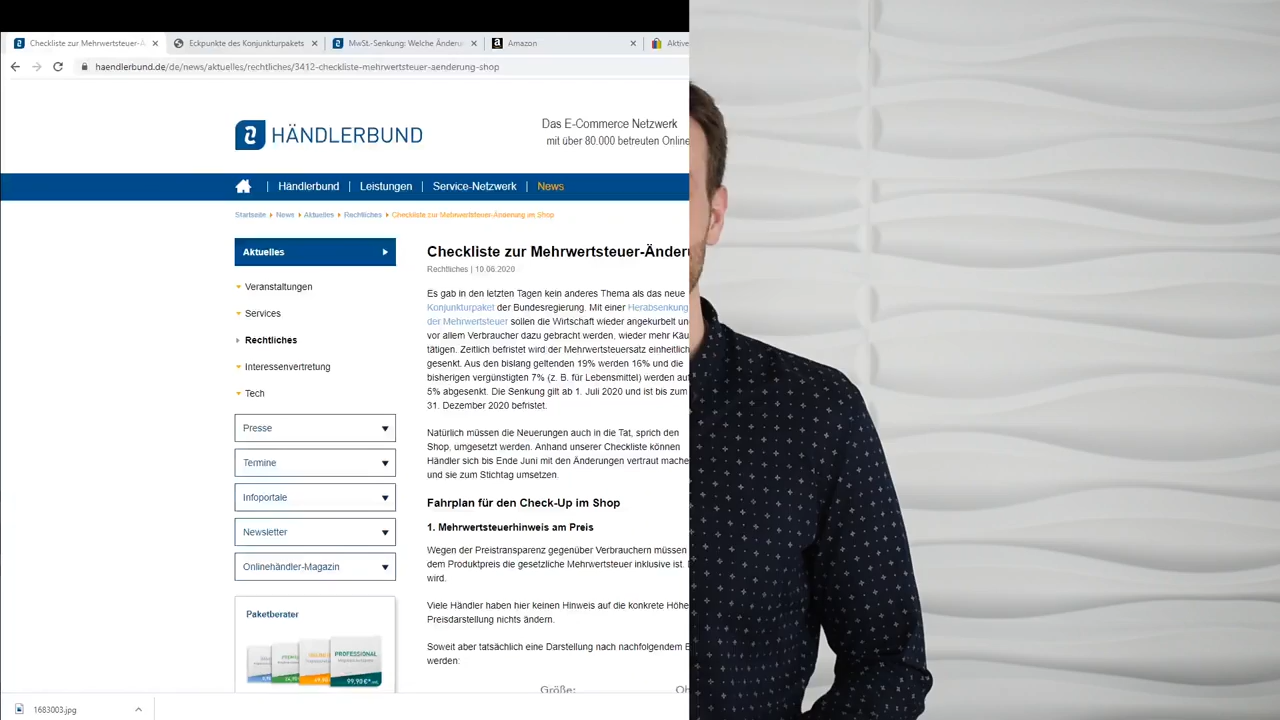 Checkliste zur Mehrwertsteuer-Ä
Eckpunkte des Konjunkturpakets
MwSt.-Senkung: Welche Änderu
Amazon
Aktive
haendlerbund.de/de/news/aktuelles/rechtliches/3412-checkliste-mehrwertsteuer-aenderung-shop
HÄNDLERBUND
Das E-Commerce Netzwerk
mit über 80.000 betreuten Online
Händlerbund
Leistungen
Service-Netzwerk
News
Startseite
News
Aktuelles
Rechtliches
Checkliste zur Mehrwertsteuer-Änderung im Shop
Aktuelles
Veranstaltungen
Services
Rechtliches
Interessenvertretung
Tech
Presse
Termine
Infoportale
Newsletter
Onlinehändler-Magazin
Paketberater
PROFESSIONAL
99,90 €*
Checkliste zur Mehrwertsteuer-Änder
Rechtliches | 10.06.2020
Es gab in den letzten Tagen kein anderes Thema als das neue
Konjunkturpaket der Bundesregierung. Mit einer Herabsenkung
der Mehrwertsteuer sollen die Wirtschaft wieder angekurbelt un
vor allem Verbraucher dazu gebracht werden, wieder mehr Käu
tätigen. Zeitlich befristet wird der Mehrwertsteuersatz einheitlich
gesenkt. Aus den bislang geltenden 19% werden 16% und die
bisherigen vergünstigten 7% (z. B. für Lebensmittel) werden auf
5% abgesenkt. Die Senkung gilt ab 1. Juli 2020 und ist bis zum
31. Dezember 2020 befristet.
Natürlich müssen die Neuerungen auch in die Tat, sprich den
Shop, umgesetzt werden. Anhand unserer Checkliste können
Händler sich bis Ende Juni mit den Änderungen vertraut mache
und sie zum Stichtag umsetzen.
Fahrplan für den Check-Up im Shop
1. Mehrwertsteuerhinweis am Preis
Wegen der Preistransparenz gegenüber Verbrauchern müssen
dem Produktpreis die gesetzliche Mehrwertsteuer inklusive ist.
wird.
Viele Händler haben hier keinen Hinweis auf die konkrete Höhe
Preisdarstellung nichts ändern.
Soweit aber tatsächlich eine Darstellung nach nachfolgendem B
werden:
Größe:
Oh
1683003.jpg